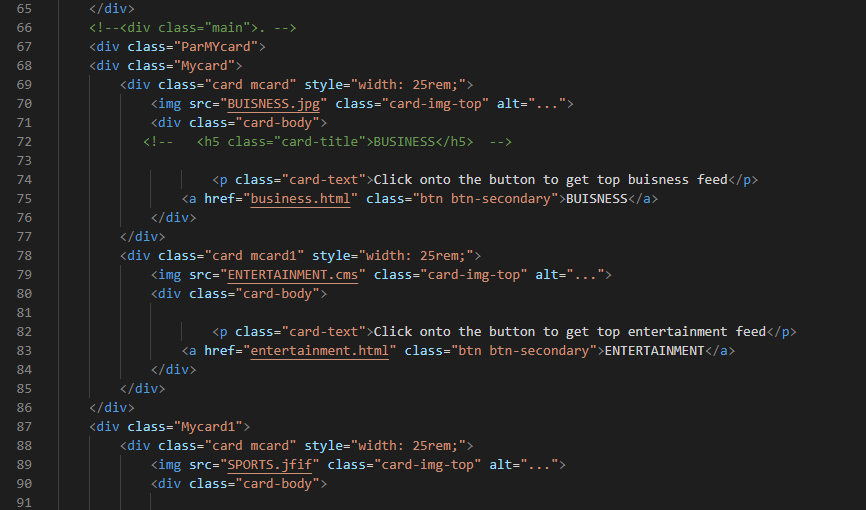 65 </div>
66 <!--<div class="main">. -->
67 <div class="ParMYcard">
68 <div class="Mycard">
69 <div class="card mcard" style="width: 25rem;">
70 <img src="BUISNESS.jpg" class="card-img-top" alt="...">
71 <div class="card-body">
72 <!-- <h5 class="card-title">BUSINESS</h5> -->
73
74 <p class="card-text">Click onto the button to get top buisness feed</p>
75 <a href="business.html" class="btn btn-secondary">BUISNESS</a>
76 </div>
77 </div>
78 <div class="card mcard1" style="width: 25rem;">
79 <img src="ENTERTAINMENT.cms" class="card-img-top" alt="...">
80 <div class="card-body">
81
82 <p class="card-text">Click onto the button to get top entertainment feed</p>
83 <a href="entertainment.html" class="btn btn-secondary">ENTERTAINMENT</a>
84 </div>
85 </div>
86 </div>
87 <div class="Mycard1">
88 <div class="card mcard" style="width: 25rem;">
89 <img src="SPORTS.jfif" class="card-img-top" alt="...">
90 <div class="card-body">
91